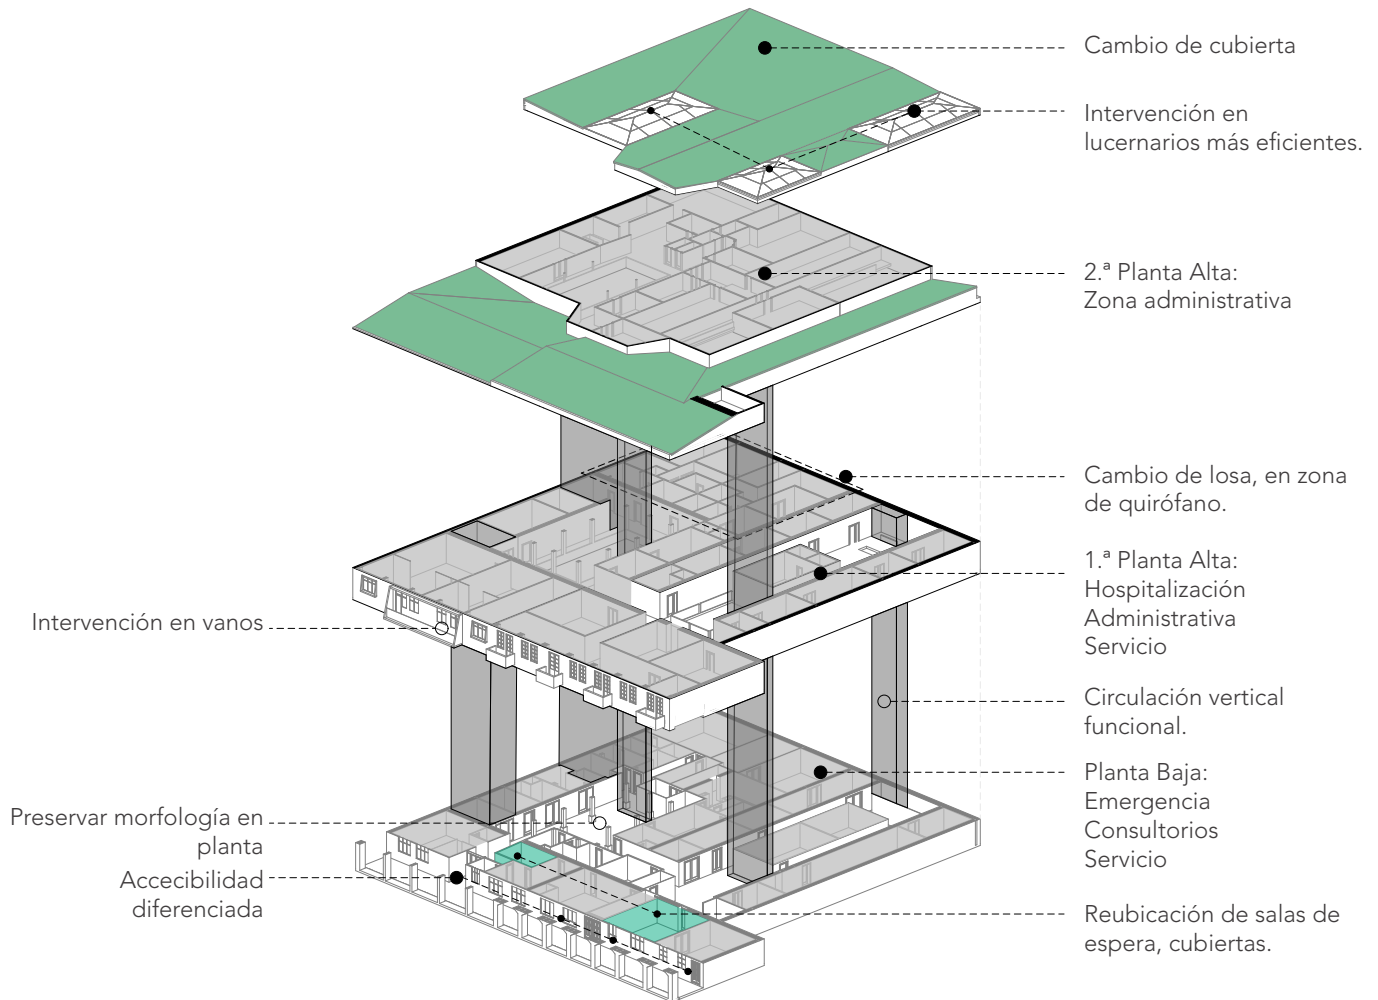 Cambio de cubierta
Intervención en
lucernarios más eficientes.
2.ª Planta Alta:
Zona administrativa
Cambio de losa, en zona
de quirófano.
1.ª Planta Alta:
Hospitalización
Administrativa
Servicio
Intervención en vanos
Circulación vertical
funcional.
Planta Baja:
Emergencia
Consultorios
Servicio
Preservar morfología en
planta
Accecibilidad
diferenciada
Reubicación de salas de
espera, cubiertas.